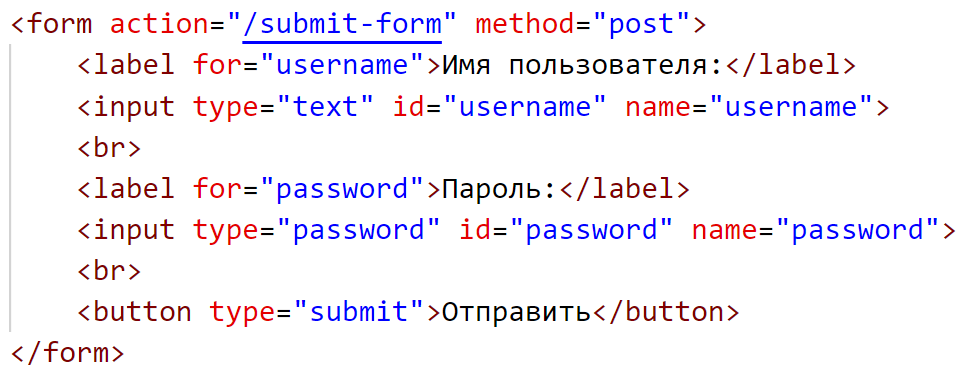 <form action="/submit-form" method="post">
    <label for="username">Имя пользователя:</label>
    <input type="text" id="username" name="username">
    <br>
    <label for="password">Пароль:</label>
    <input type="password" id="password" name="password">
    <br>
    <button type="submit">Отправить</button>
</form>